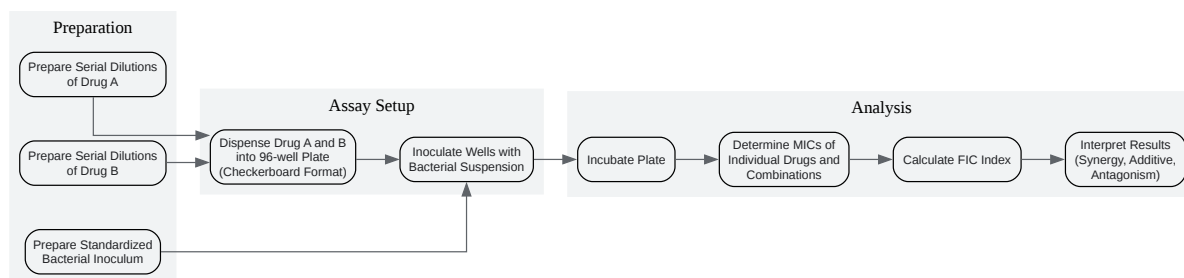 Preparation
Prepare Serial Dilutions
of Drug A
Prepare Serial Dilutions
of Drug B
Prepare Standardized
Bacterial Inoculum
Assay Setup
Dispense Drug A and B
into 96-well Plate
(Checkerboard Format)
Inoculate Wells with
Bacterial Suspension
Analysis
Incubate Plate
Determine MICs of
Individual Drugs and
Combinations
Calculate FIC Index
Interpret Results
(Synergy, Additive,
Antagonism)